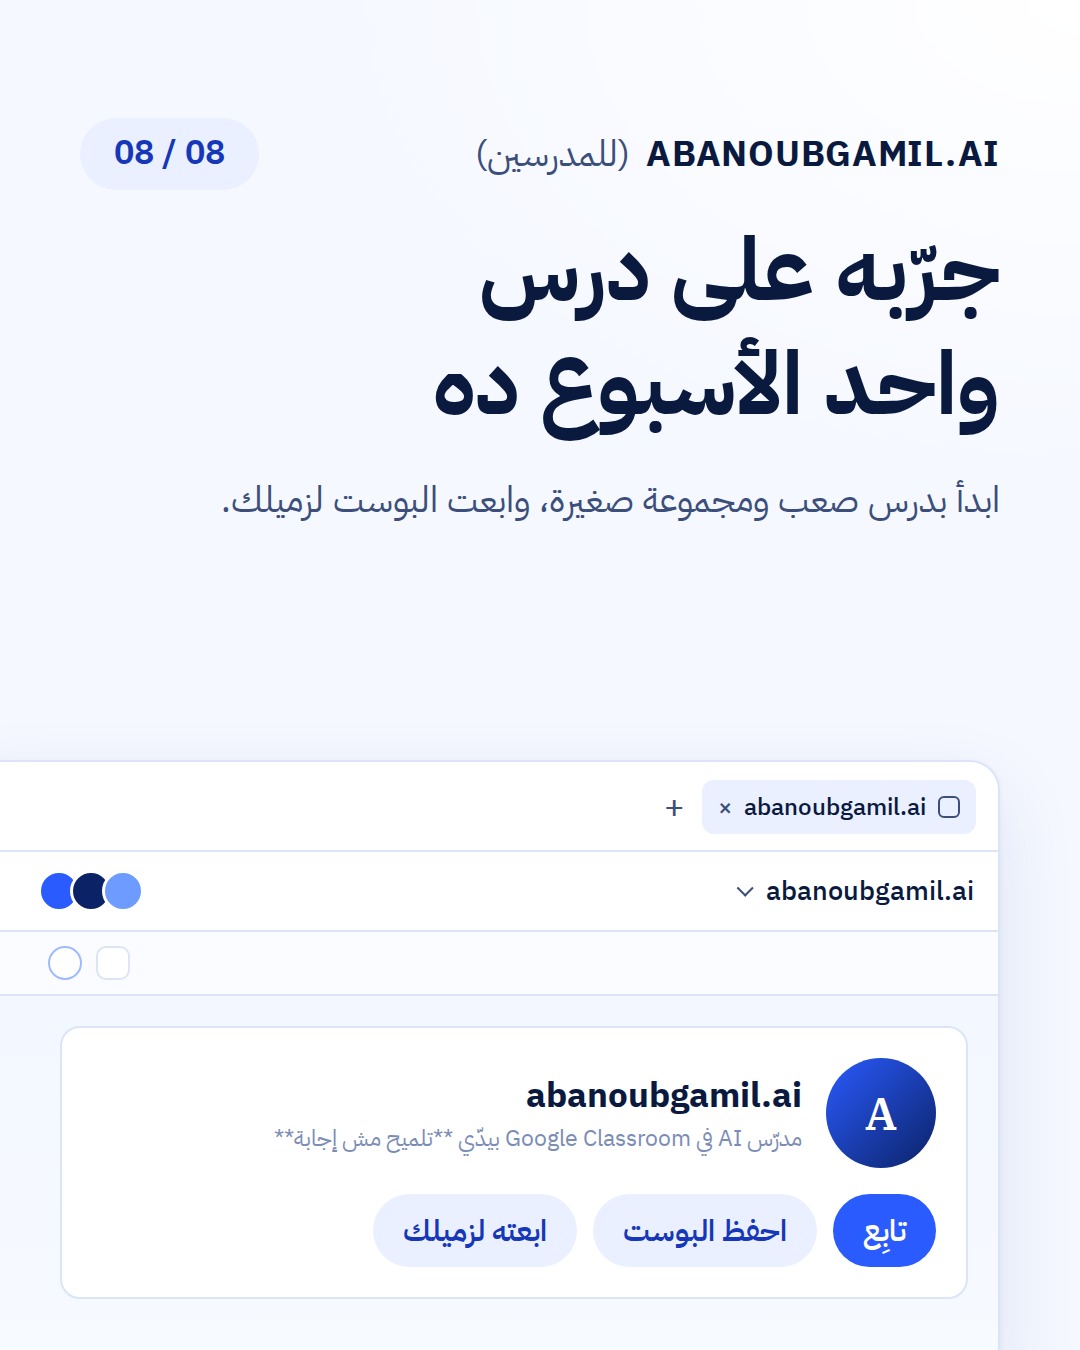 ABANOUBGAMIL.AI (للمدرسين)
08 / 08
جرّبه على درس
واحد الأسبوع ده
ابدأ بدرس صعب ومجموعة صغيرة، وابعت البوست لزميلك.
abanoubgamil.ai × +
abanoubgamil.ai
A
abanoubgamil.ai
مدرّس AI في Google Classroom بيدّي **تلميح مش إجابة**
تابِع
احفظ البوست
ابعته لزميلك